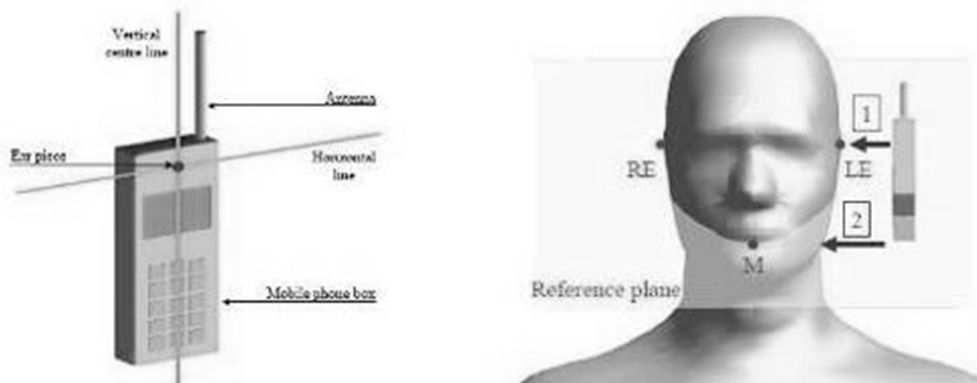 Vertical
centre line
Antenna
Ear piece
Horizontal
line
Mobile phone box
1
RE
LE
2
M
Reference plane